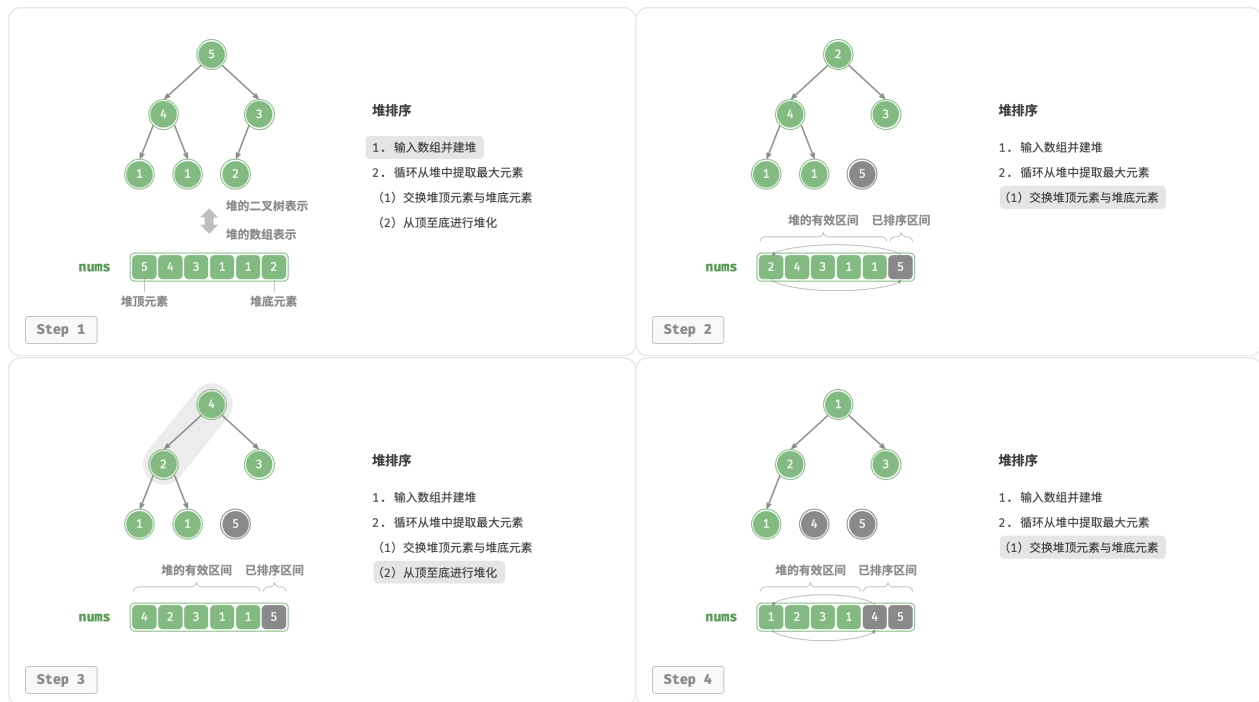 5
4 3
1 1 2
堆的二叉树表示
堆的数组表示
nums 5 4 3 1 1 2
堆顶元素 堆底元素
堆排序
1. 输入数组并建堆
2. 循环从堆中提取最大元素
（1）交换堆顶元素与堆底元素
（2）从顶至底进行堆化
Step 1
2
4 3
1 1 5
堆的有效区间 已排序区间
nums 2 4 3 1 1 5
堆排序
1. 输入数组并建堆
2. 循环从堆中提取最大元素
（1）交换堆顶元素与堆底元素
Step 2
4
2 3
1 1 5
堆的有效区间 已排序区间
nums 4 2 3 1 1 5
堆排序
1. 输入数组并建堆
2. 循环从堆中提取最大元素
（1）交换堆顶元素与堆底元素
（2）从顶至底进行堆化
Step 3
1
2 3
1 4 5
堆的有效区间 已排序区间
nums 1 2 3 1 4 5
堆排序
1. 输入数组并建堆
2. 循环从堆中提取最大元素
（1）交换堆顶元素与堆底元素
Step 4